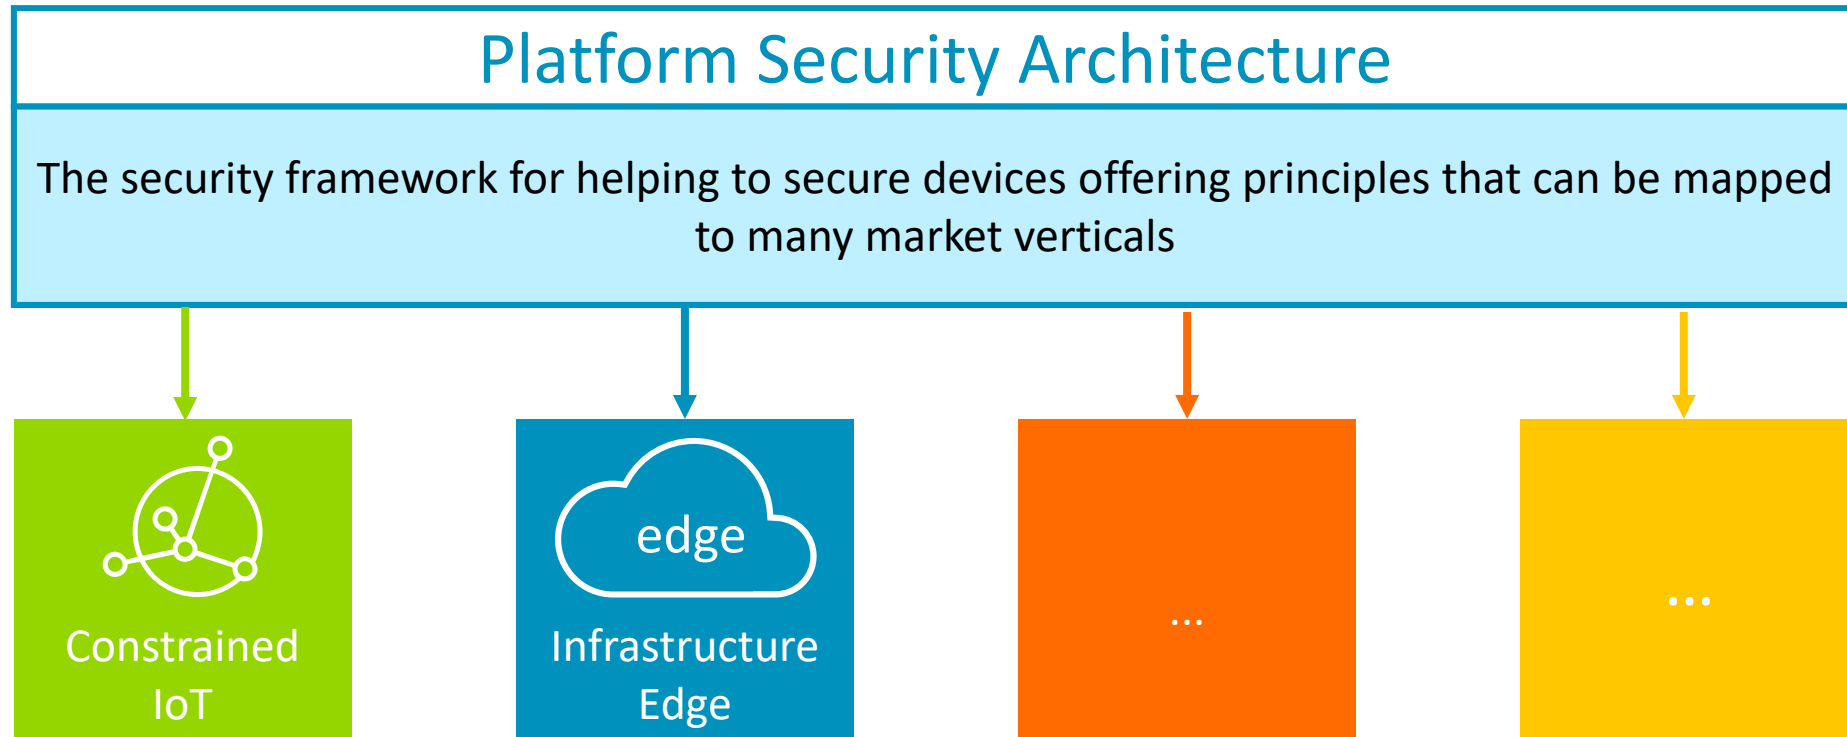 Platform Security Architecture
The security framework for helping to secure devices offering principles that can be mapped
to many market verticals
edge
Constrained
IoT
Infrastructure
Edge
...
...